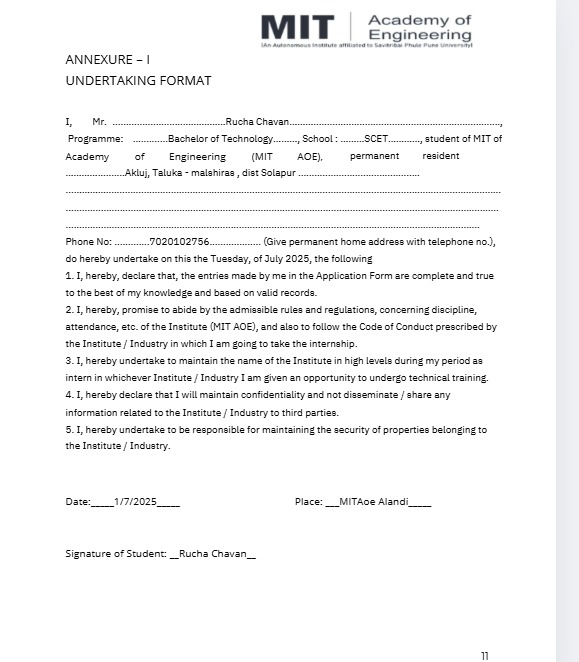 MIT Academy of
Engineering
(An Autonomous Institute affiliated to Savitribai Phule Pune University)
ANNEXURE – I
UNDERTAKING FORMAT
I, Mr. ..........................................Rucha Chavan..............................................................................,
Programme: .............Bachelor of Technology........., School : .........SCET............, student of MIT of
Academy of Engineering (MIT AOE), permanent resident
......................Akluj, Taluka - malshiras , dist Solapur .............................................
.................................................................................................................................................................
................................................................................................................................................................
.........................................................................................................................................................
Phone No: .............7020102756................... (Give permanent home address with telephone no.),
do hereby undertake on this the Tuesday, of July 2025, the following
1. I, hereby, declare that, the entries made by me in the Application Form are complete and true
to the best of my knowledge and based on valid records.
2. I, hereby, promise to abide by the admissible rules and regulations, concerning discipline,
attendance, etc. of the Institute (MIT AOE), and also to follow the Code of Conduct prescribed by
the Institute / Industry in which I am going to take the internship.
3. I, hereby undertake to maintain the name of the Institute in high levels during my period as
intern in whichever Institute / Industry I am given an opportunity to undergo technical training.
4. I, hereby declare that I will maintain confidentiality and not disseminate / share any
information related to the Institute / Industry to third parties.
5. I, hereby undertake to be responsible for maintaining the security of properties belonging to
the Institute / Industry.
Date:_____1/7/2025_____ Place: ___MITAoe Alandi_____
Signature of Student: __Rucha Chavan__
11